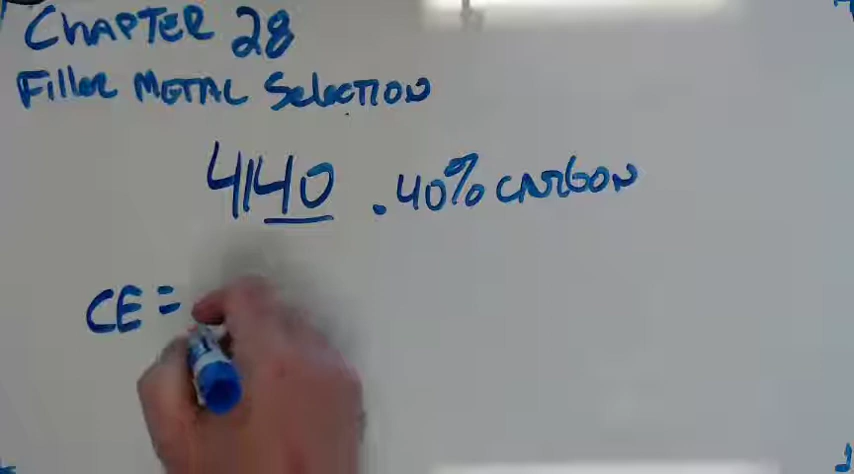 CHAPTER 28
Filler METAL Selection
4140 .40% CARBON
CE =